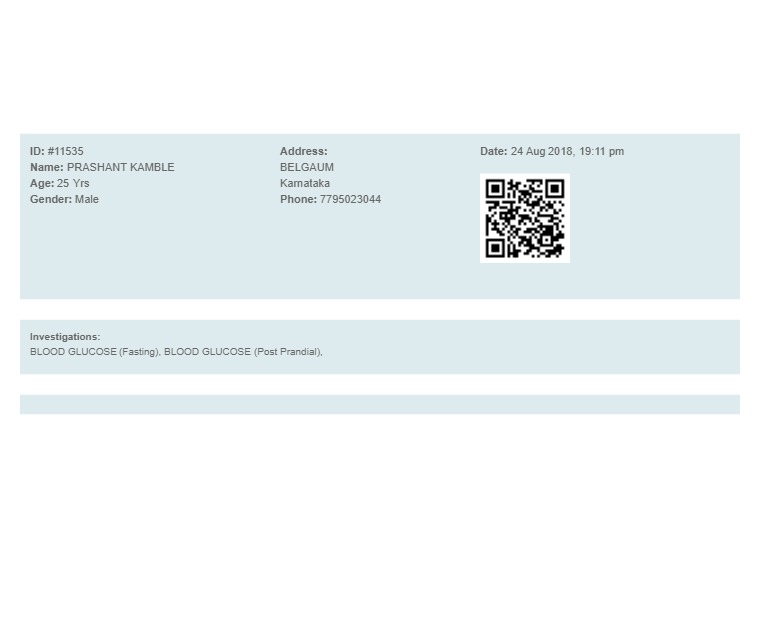 ID: #11535
Name: PRASHANT KAMBLE
Age: 25 Yrs
Gender: Male
Address:
BELGAUM
Karnataka
Phone: 7795023044
Date: 24 Aug 2018, 19:11 pm
Investigations:
BLOOD GLUCOSE (Fasting), BLOOD GLUCOSE (Post Prandial),